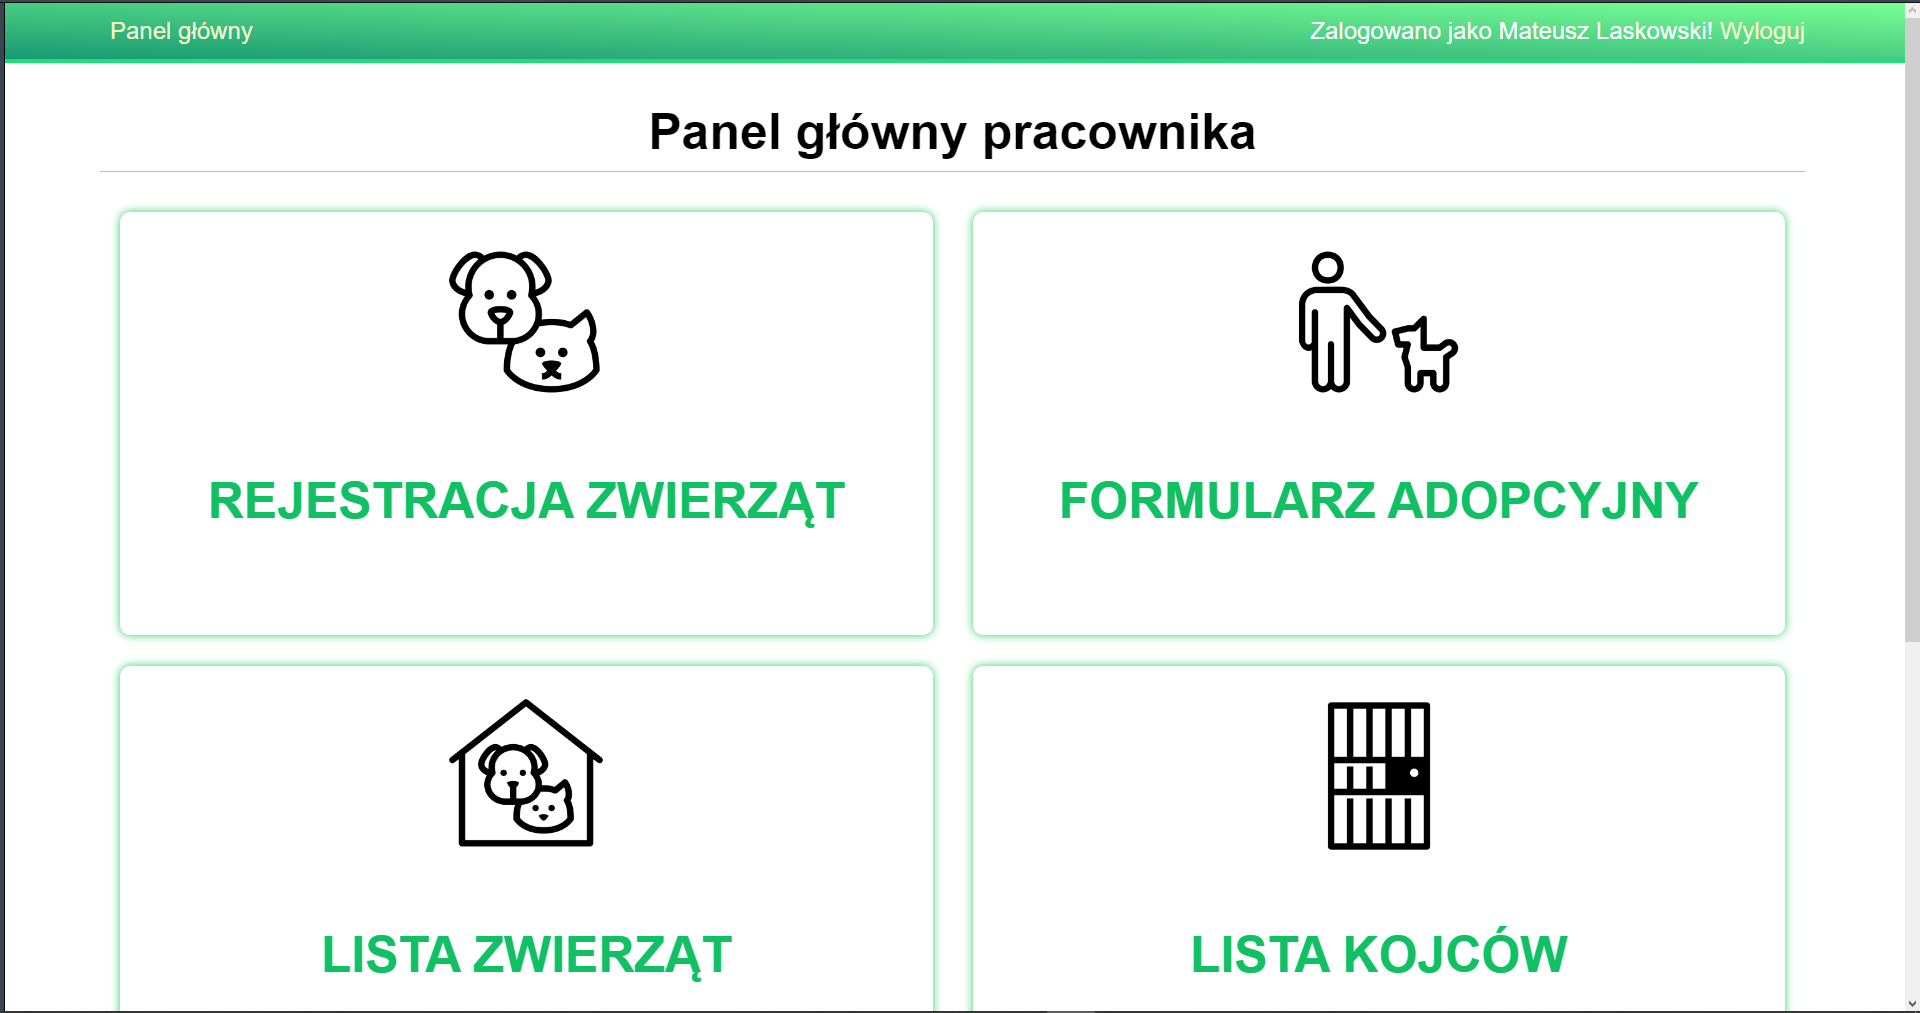 Panel główny
Zalogowano jako Mateusz Laskowski! Wyloguj
Panel główny pracownika
REJESTRACJA ZWIERZĄT
FORMULARZ ADOPCYJNY
LISTA ZWIERZĄT
LISTA KOJCÓW